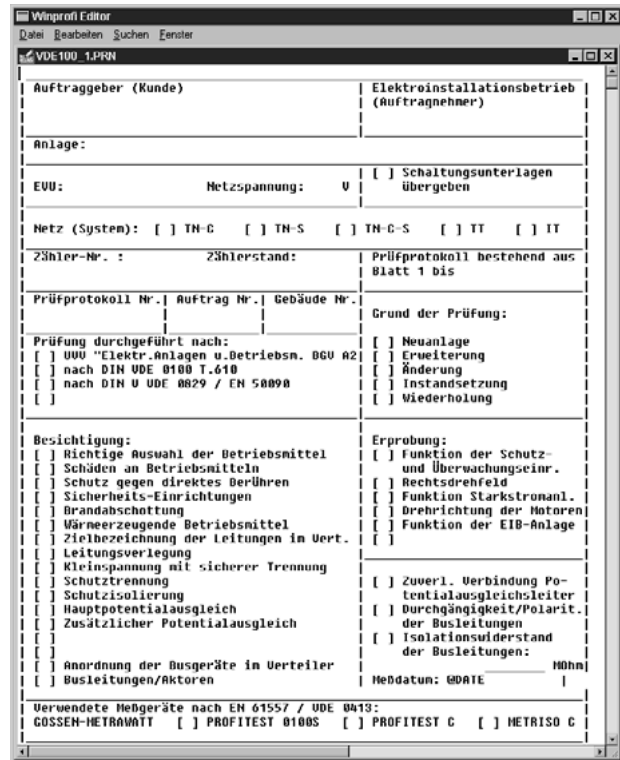 Winprofi Editor
Datei Bearbeiten Suchen Fenster
VDE100_1.PRN
Auftraggeber (Kunde) | Elektroinstallationsbetrieb
(Auftragnehmer)
Anlage:
[ ] Schaltungsunterlagen
EVU: Netzspannung: V | übergeben
Netz (System): [ ] TN-C [ ] TN-S [ ] TN-C-S [ ] TT [ ] IT
Zähler-Nr. : Zählerstand: | Prüfprotokoll bestehend aus
Blatt 1 bis
Prüfprotokoll Nr.| Auftrag Nr.| Gebäude Nr.
Grund der Prüfung:
Prüfung durchgeführt nach: | [ ] Neuanlage
[ ] UVV "Elektr.Anlagen u.Betriebsm. BGV A2| [ ] Erweiterung
[ ] nach DIN VDE 0100 T.610 | [ ] Änderung
[ ] nach DIN V VDE 0829 / EN 50090 | [ ] Instandsetzung
[ ] | [ ] Wiederholung
Besichtigung: | Erprobung:
[ ] Richtige Auswahl der Betriebsmittel | [ ] Funktion der Schutz-
[ ] Schäden an Betriebsmitteln | und Überwachungseinr.
[ ] Schutz gegen direktes BerÜhren | [ ] Rechtsdrehfeld
[ ] Sicherheits-Einrichtungen | [ ] Funktion Starkstromanl.
[ ] Brandabschottung | [ ] Drehrichtung der Motoren
[ ] Wärmeerzeugende Betriebsmittel | [ ] Funktion der EIB-Anlage
[ ] Zielbezeichnung der Leitungen im Vert. | [ ]
[ ] Leitungsverlegung
[ ] Kleinspannung mit sicherer Trennung
[ ] Schutztrennung | [ ] Zuverl. Verbindung Po-
[ ] Schutzisolierung | tentialausgleichsleiter
[ ] Hauptpotentialausgleich | [ ] Durchgängigkeit/Polarit.
[ ] Zusätzlicher Potentialausgleich | der Busleitungen
[ ] | [ ] Isolationswiderstand
[ ] | der Busleitungen:
[ ] Anordnung der Busgeräte im Verteiler | MOhm
[ ] Busleitungen/Aktoren | Meßdatum: @DATE
Verwendete Meßgeräte nach EN 61557 / VDE 0413:
GOSSEN-METRAWATT [ ] PROFITEST 0100S [ ] PROFITEST C [ ] METRISO C